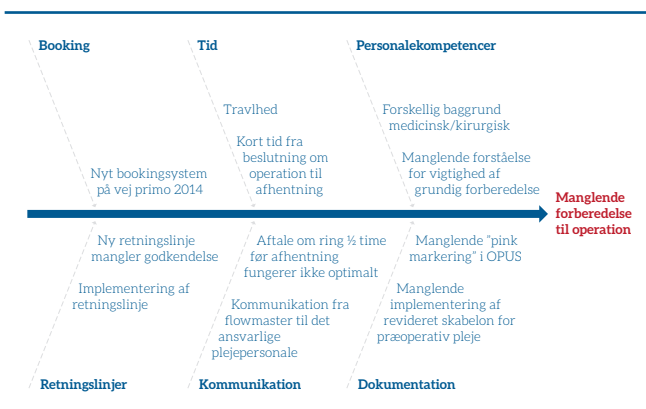 Booking
Tid
Personalekompetencer
Travlhed
Forskellig baggrund
medicinsk/kirurgisk
Kort tid fra
beslutning om
operation til
afhentning
Manglende forståelse
for vigtighed af
grundig forberedelse
Nyt bookingsystem
på vej primo 2014
Manglende
forberedelse
til operation
Ny retningslinje
mangler godkendelse
Implementering af
retningslinje
Aftale om ring ½ time
før afhentning
fungerer ikke optimalt
Kommunikation fra
flowmaster til det
ansvarlige
plejepersonale
Manglende "pink
markering" i OPUS
Manglende
implementering af
revideret skabelon for
præoperativ pleje
Retningslinjer
Kommunikation
Dokumentation